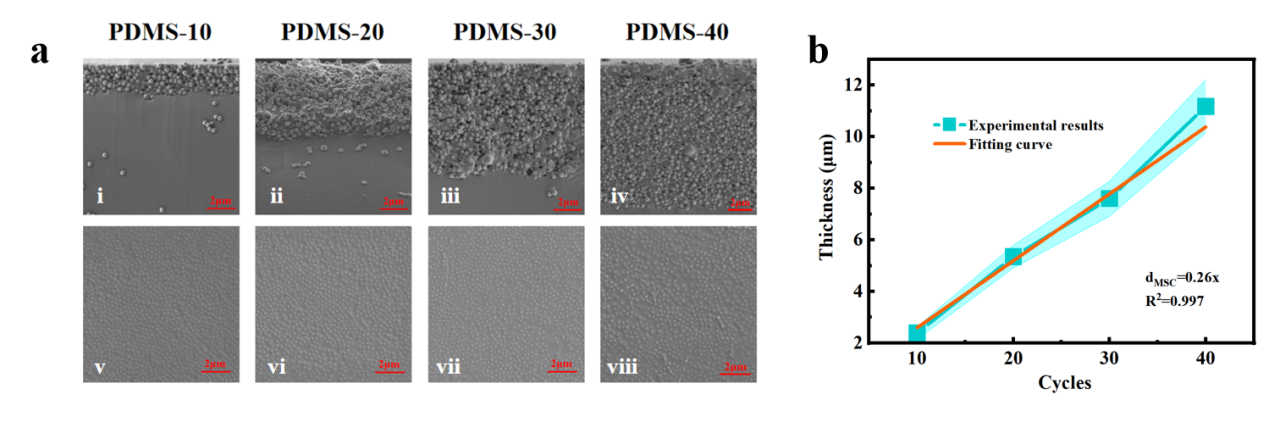 PDMS-10 PDMS-20 PDMS-30 PDMS-40
a
i 2μm ii 2μm iii 2μm iv 2μm
v 2μm vi 2μm vii 2μm viii 2μm
b
12
10
8
6
4
2
Thickness (μm)
Experimental results
Fitting curve
dMSC=0.26x
R²=0.997
10 20 30 40
Cycles